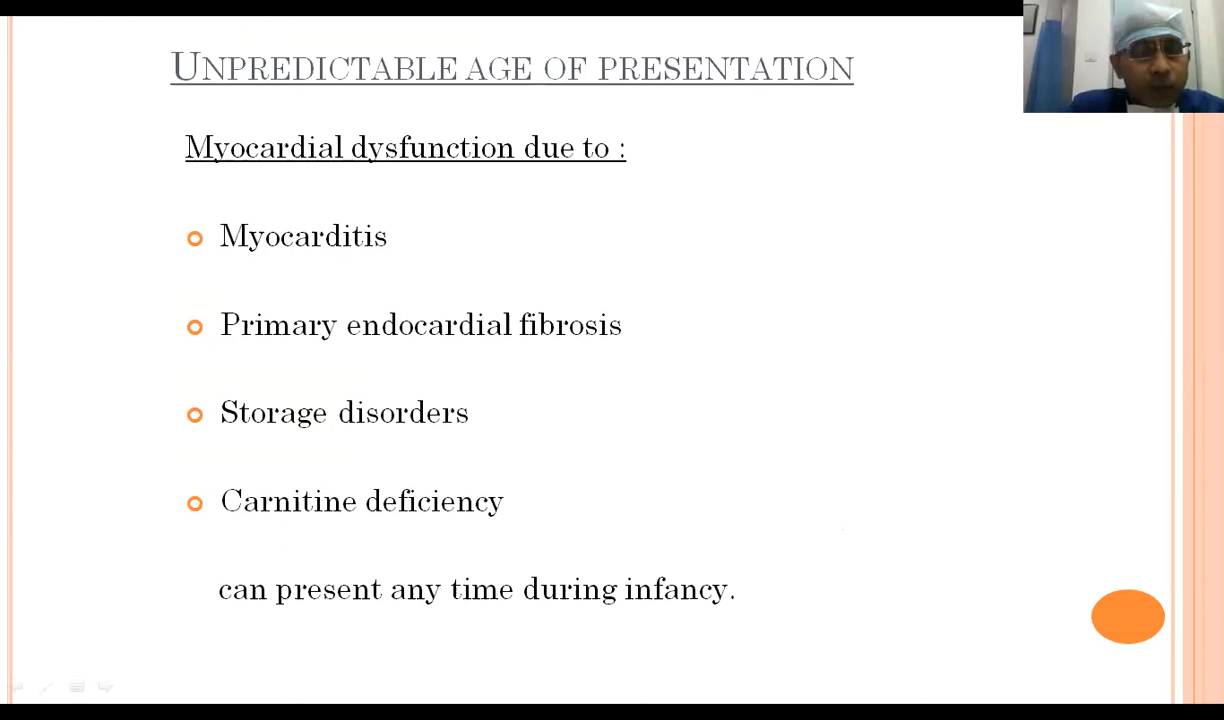 UNPREDICTABLE AGE OF PRESENTATION
Myocardial dysfunction due to :
Myocarditis
Primary endocardial fibrosis
Storage disorders
Carnitine deficiency
can present any time during infancy.